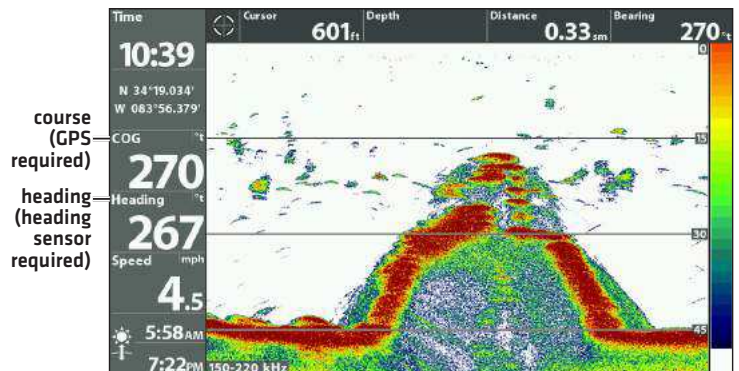 Time
10:39
N 34°19.034'
W 083°56.379'
COG °t
270
Heading °t
267
Speed mph
4.5
5:58AM
7:22PM
Cursor
601ft
Depth
Distance
0.33sm
Bearing
270°t
0
15
30
45
150-220 kHz
course
(GPS
required)
heading
(heading
sensor
required)